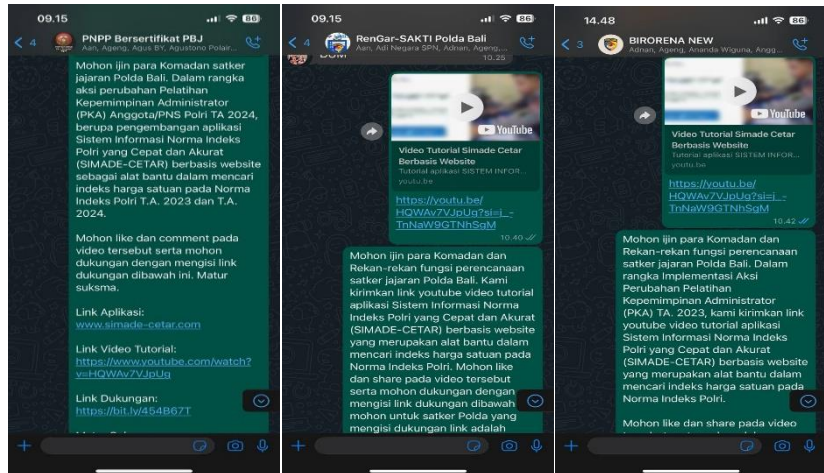 09.15
86
4
PNPP Bersertifikat PBJ
Aan, Ageng, Agus BY, Agustono Polair...
Mohon ijin para Komadan satker
jajaran Polda Bali. Dalam rangka
aksi perubahan Pelatihan
Kepemimpinan Administrator
(PKA) Anggota/PNS Polri TA 2024,
berupa pengembangan aplikasi
Sistem Informasi Norma Indeks
Polri yang Cepat dan Akurat
(SIMADE-CETAR) berbasis website
sebagai alat bantu dalam mencari
indeks harga satuan pada Norma
Indeks Polri T.A. 2023 dan T.A.
2024.
Mohon like dan comment pada
video tersebut serta mohon
dukungan dengan mengisi link
dukungan dibawah ini. Matur
suksma.
Link Aplikasi:
www.simade-cetar.com
Link Video Tutorial:
https://www.youtube.com/watch?
v=HQWAv7VJpUg
Link Dukungan:
https://bit.ly/454B67T
09.15
86
4
RenGar-SAKTI Polda Bali
Aan, Adi Negara SPN, Adnan, Ageng,...
10.25
YouTube
Video Tutorial Simade Cetar
Berbasis Website
Tutorial aplikasi SISTEM INFOR...
youtu.be
https://youtu.be/
HQWAv7VJpUg?si=j_-
TnNaW9GTNhSgM
10.40
Mohon ijin para Komadan dan
Rekan-rekan fungsi perencanaan
satker jajaran Polda Bali. Kami
kirimkan link youtube video tutorial
aplikasi Sistem Informasi Norma
Indeks Polri yang Cepat dan Akurat
(SIMADE-CETAR) berbasis website
yang merupakan alat bantu dalam
mencari indeks harga satuan pada
Norma Indeks Polri. Mohon like
dan share pada video tersebut
serta mohon dukungan dengan
mengisi link dukungan dibawah
mohon untuk satker Polda yang
mengisi dukungan link adalah
14.48
86
3
BIRORENA NEW
Adnan, Ageng, Ananda Wiguna, Angg...
YouTube
Video Tutorial Simade Cetar
Berbasis Website
Tutorial aplikasi SISTEM INFOR...
youtu.be
https://youtu.be/
HQWAv7VJpUg?si=j_-
TnNaW9GTNhSgM
10.42
Mohon ijin para Komadan dan
Rekan-rekan fungsi perencanaan
satker jajaran Polda Bali. Dalam
rangka Implementasi Aksi
Perubahan Pelatihan
Kepemimpinan Administrator
(PKA) TA. 2023, kami kirimkan link
youtube video tutorial aplikasi
Sistem Informasi Norma Indeks
Polri yang Cepat dan Akurat
(SIMADE-CETAR) berbasis website
yang merupakan alat bantu dalam
mencari indeks harga satuan pada
Norma Indeks Polri.
Mohon like dan share pada video